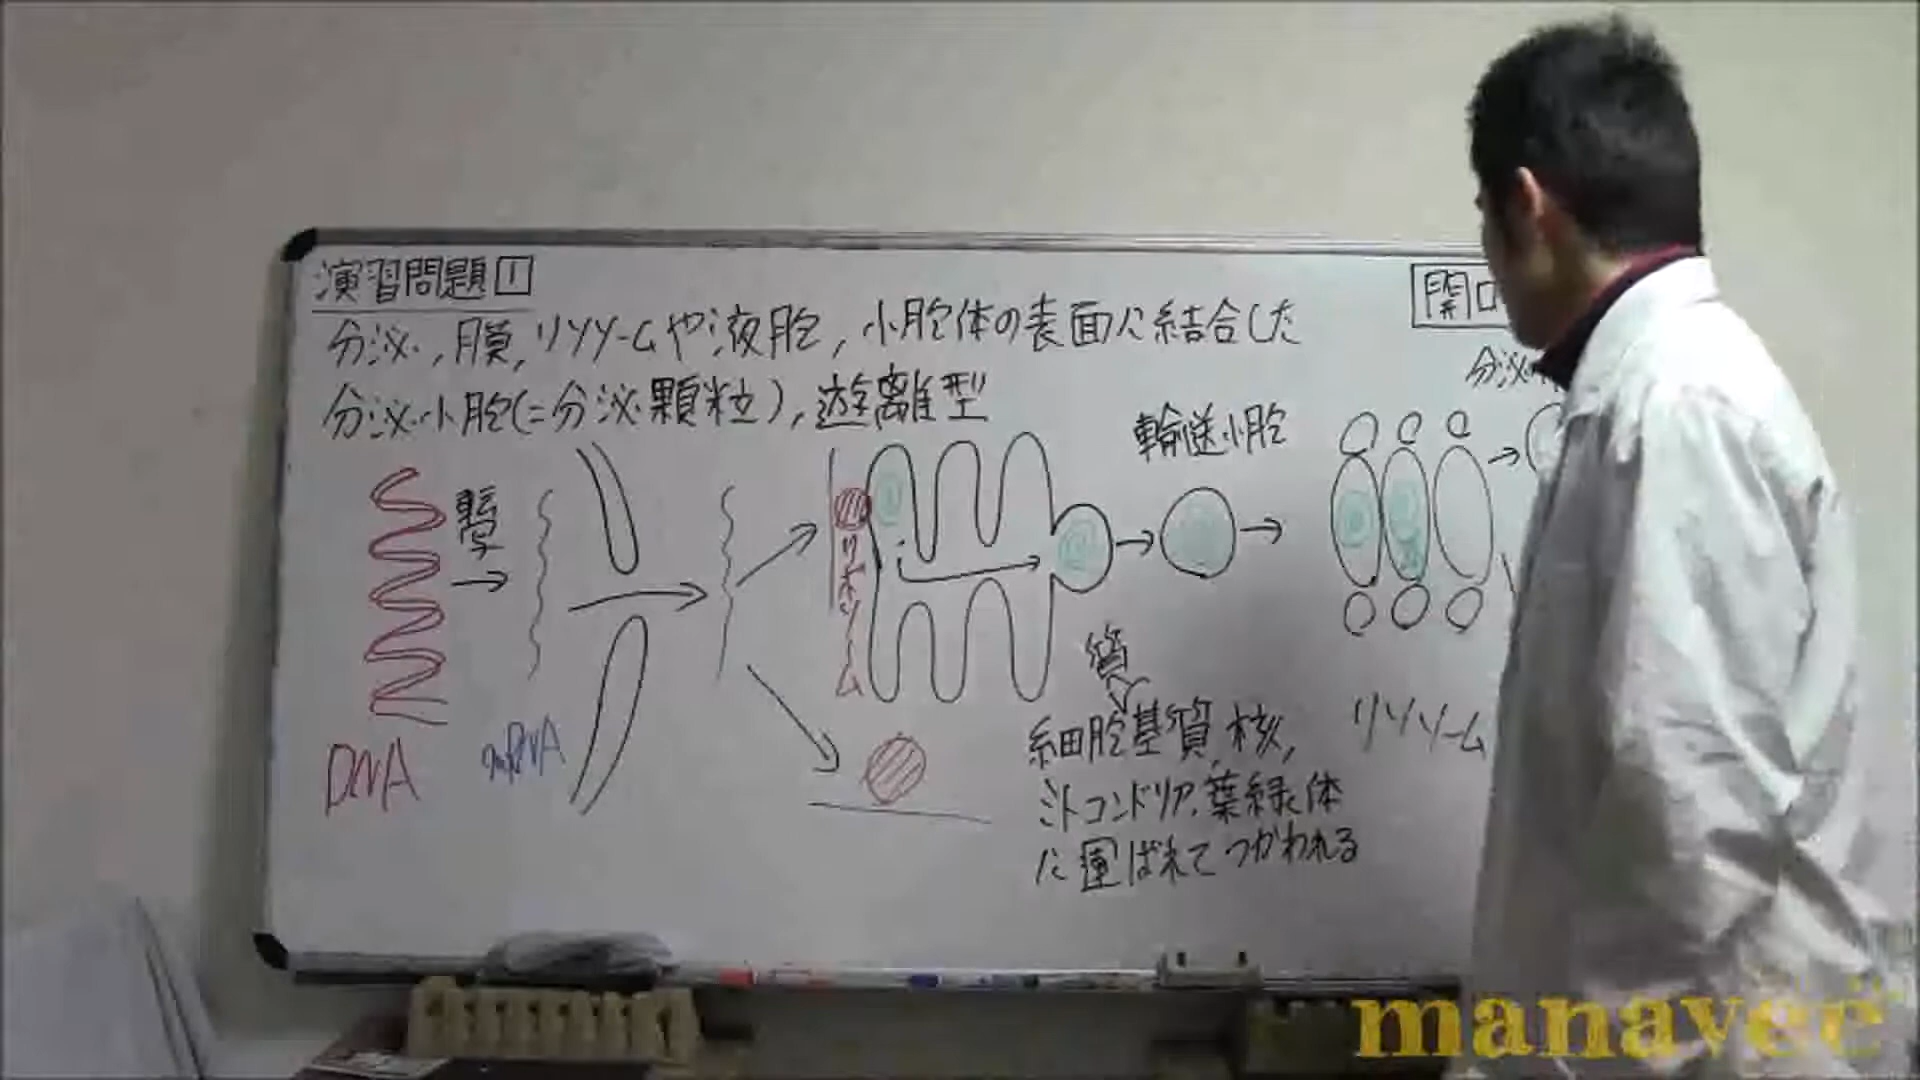 演習問題1
分泌,膜,リソソームや液胞,小胞体の表面に結合した
分泌小胞(=分泌顆粒),遊離型
開口
分泌
輸送小胞
リボソーム
DNA
mRNA
質
細胞基質,核,
ミトコンドリア,葉緑体
に運ばれてつかわれる
リソソーム
manavee